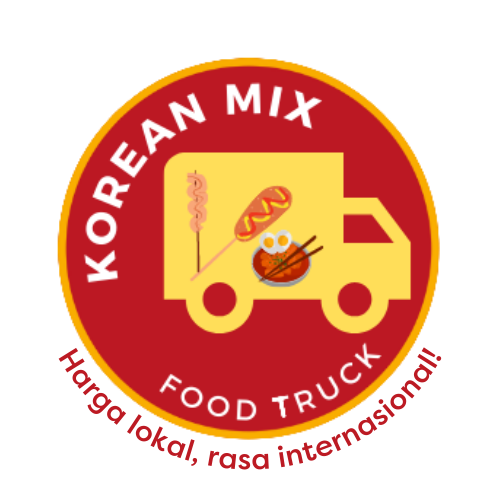 KOREAN MIX
FOOD TRUCK
Harga lokal, rasa internasional!